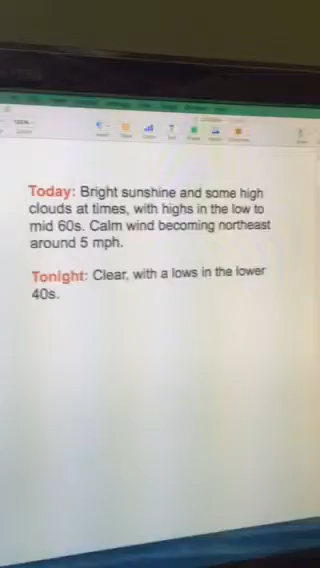 Today: Bright sunshine and some high
clouds at times, with highs in the low to
mid 60s. Calm wind becoming northeast
around 5 mph.
Tonight: Clear, with a lows in the lower
40s.